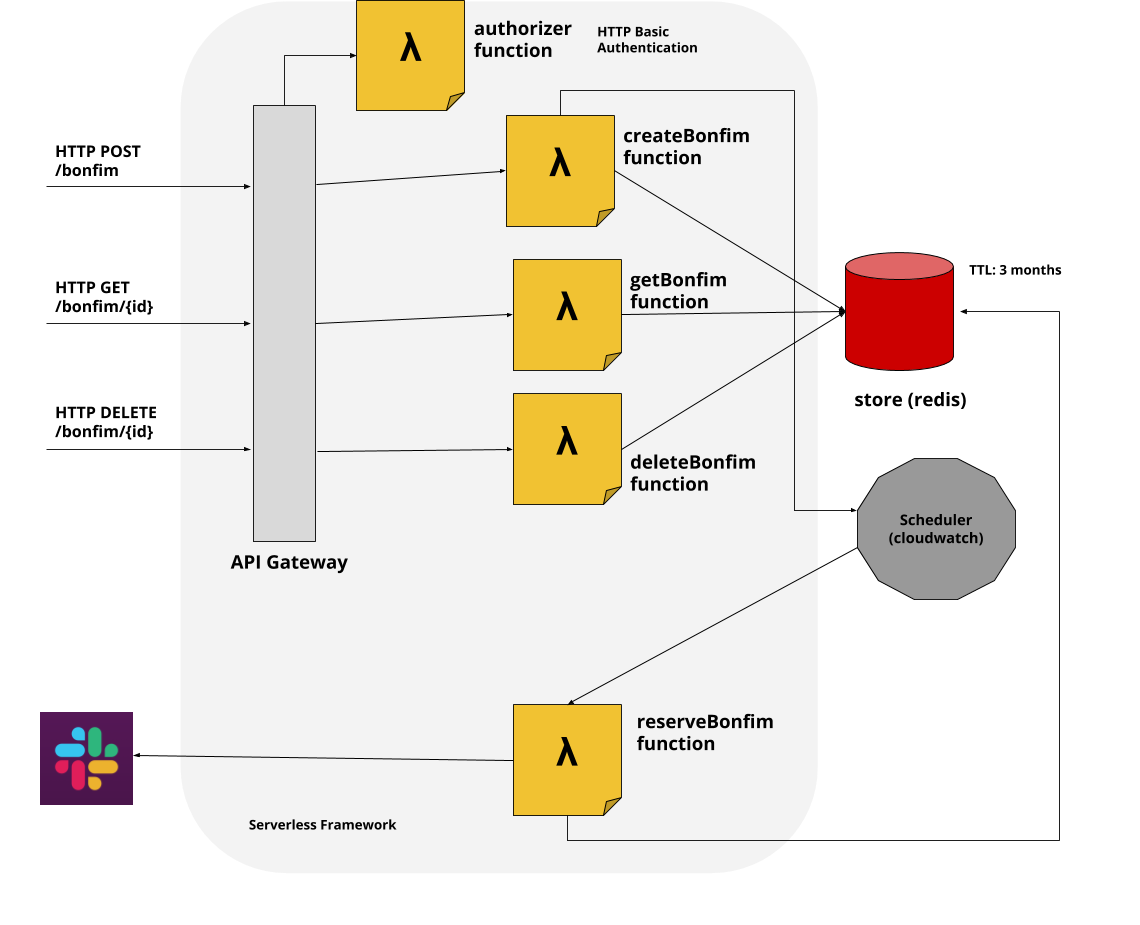 λ
authorizer
function
HTTP Basic
Authentication
HTTP POST
/bonfim
λ
createBonfim
function
HTTP GET
/bonfim/{id}
λ
getBonfim
function
TTL: 3 months
store (redis)
HTTP DELETE
/bonfim/{id}
λ
deleteBonfim
function
Scheduler
(cloudwatch)
API Gateway
λ
reserveBonfim
function
Serverless Framework